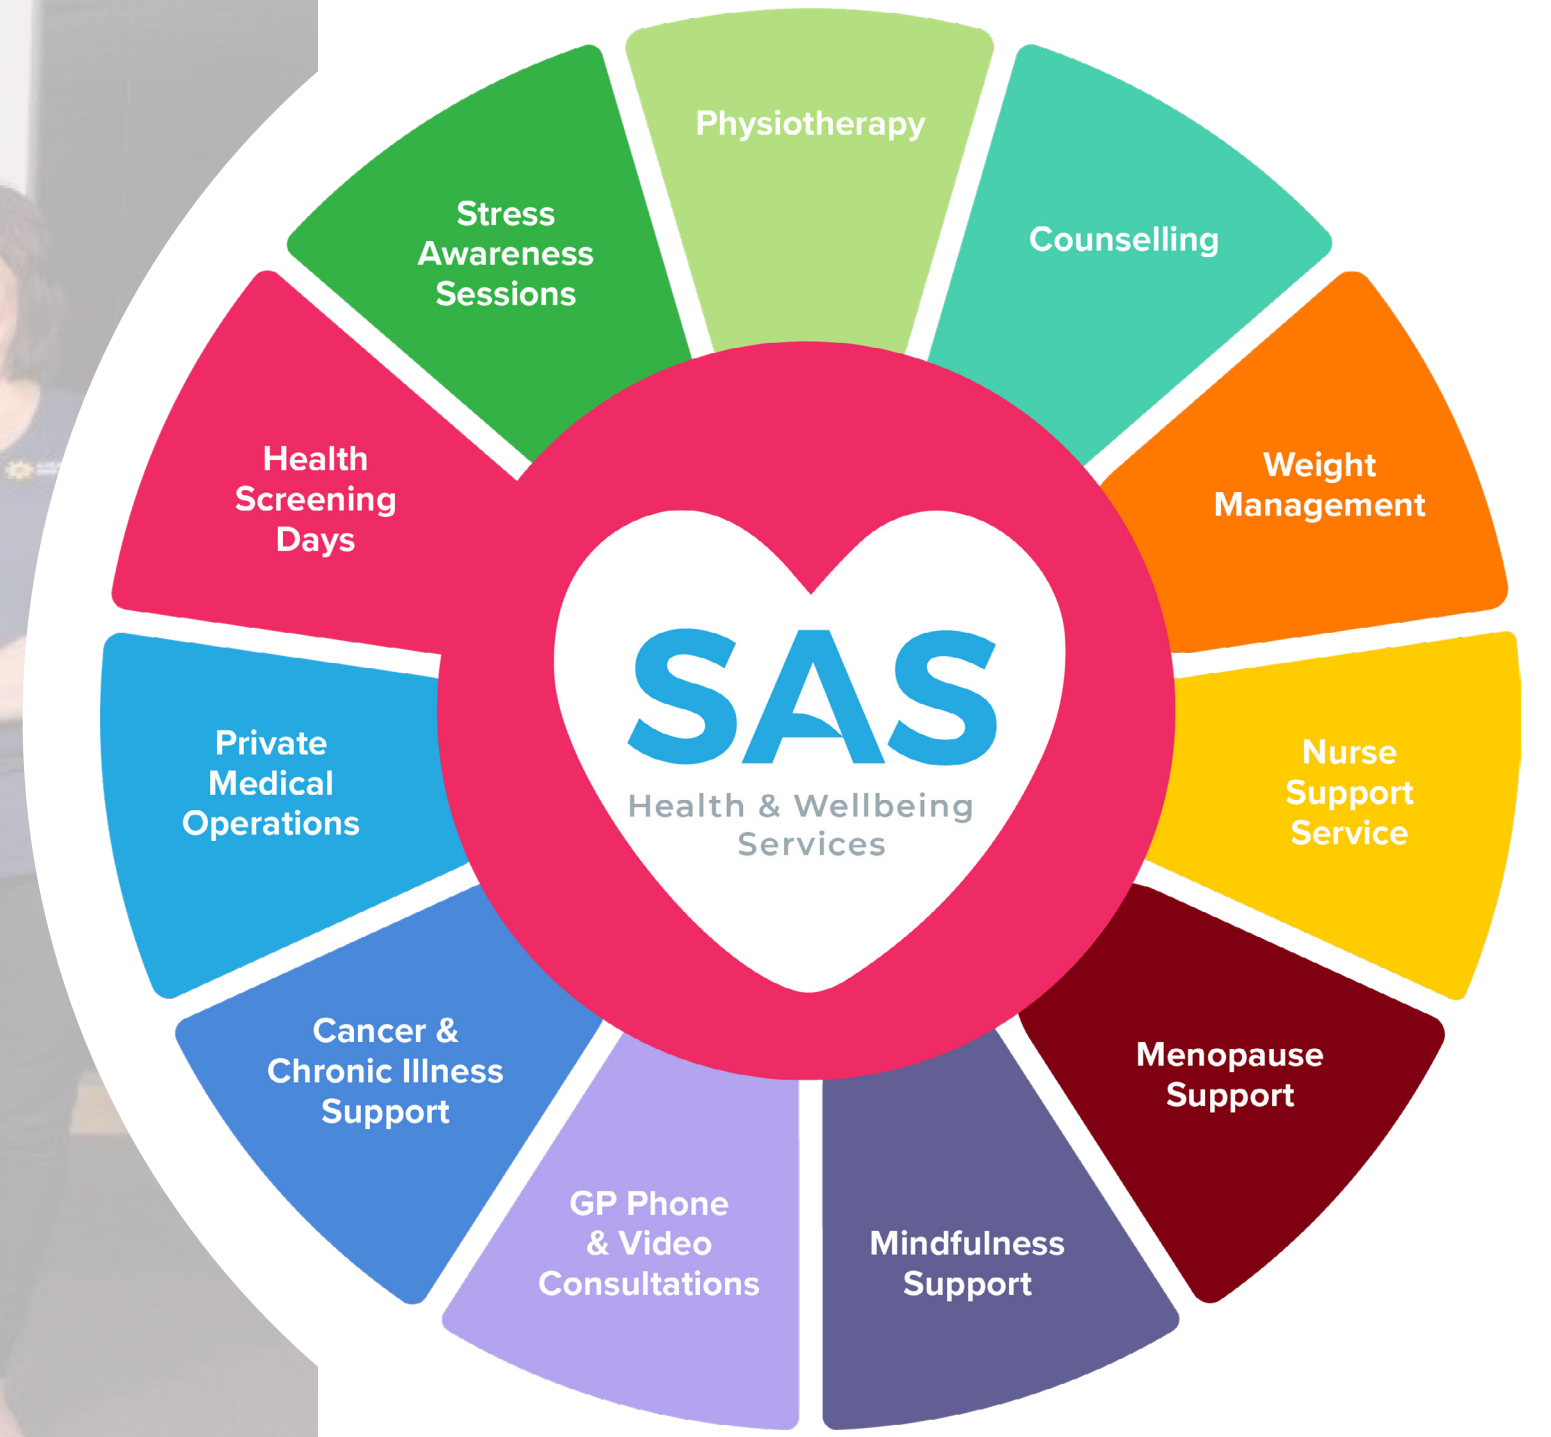 Physiotherapy
Counselling
Weight
Management
Nurse
Support
Service
Menopause
Support
Mindfulness
Support
GP Phone
& Video
Consultations
Cancer &
Chronic Illness
Support
Private
Medical
Operations
Health
Screening
Days
Stress
Awareness
Sessions
SAS
Health & Wellbeing
Services